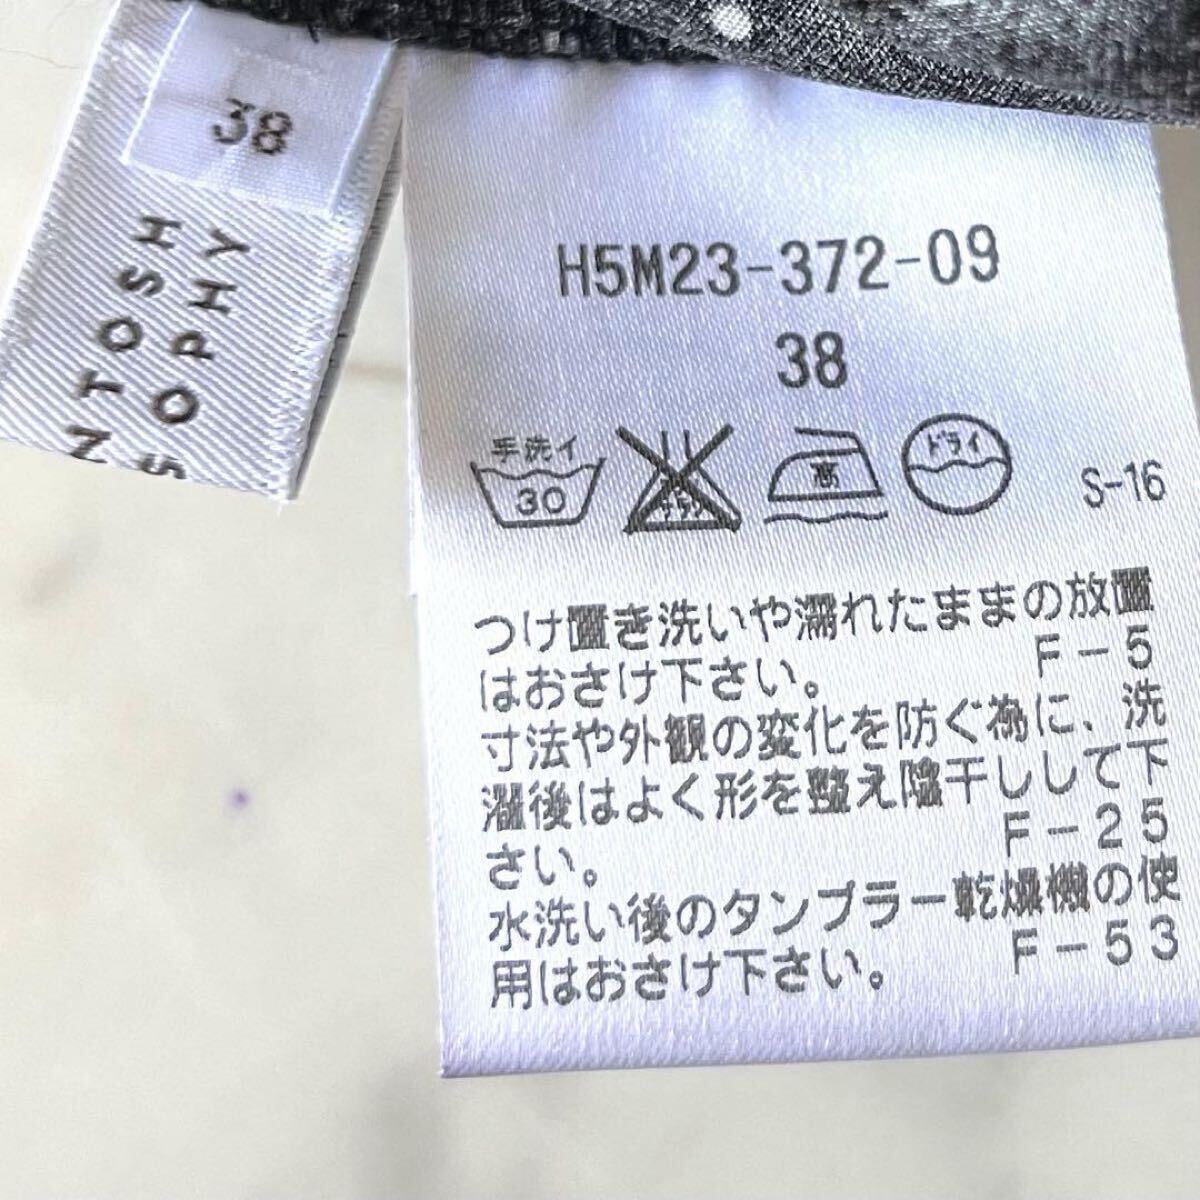 38
NTOSH
SOPHY
H5M23-372-09
38
手洗イ
30
高
ドライ
S-16
つけ置き洗いや濡れたままの放置
はおさけ下さい。 F-5
寸法や外観の変化を防ぐ為に、洗
濯後はよく形を整え陰干しして下
さい。 F-25
水洗い後のタンブラー乾燥機の使
用はおさけ下さい。 F-53